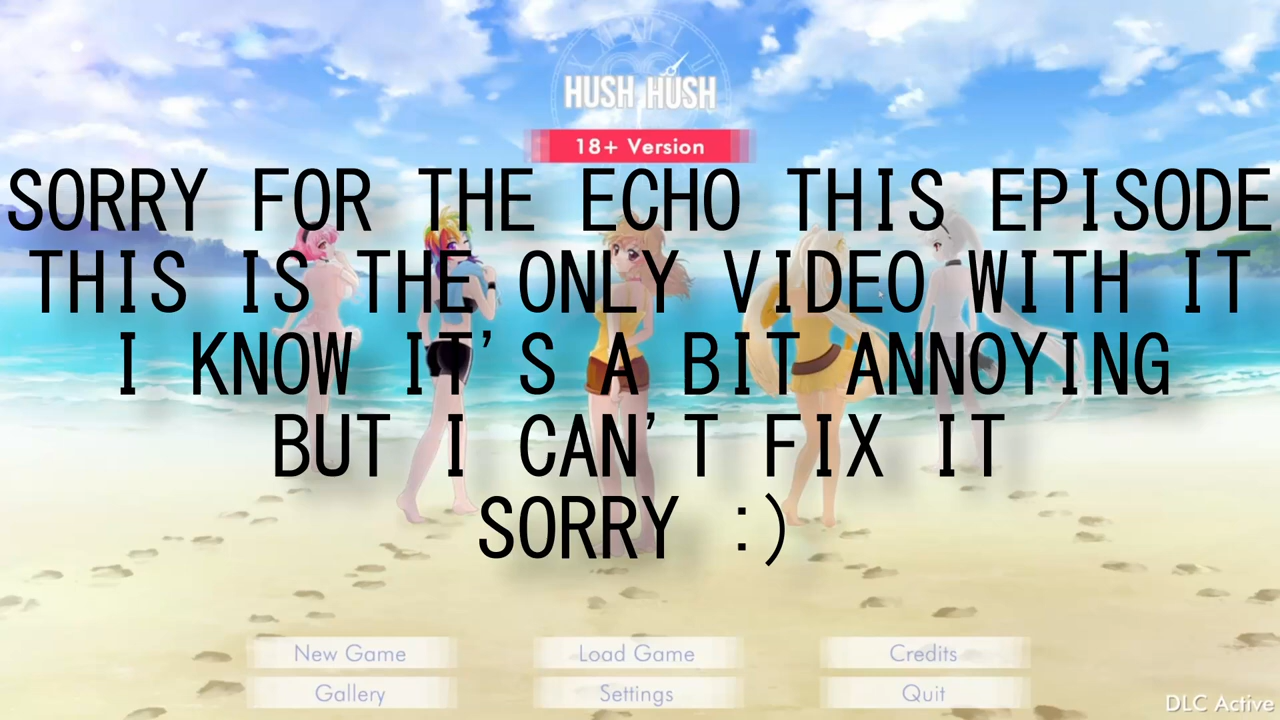 HUSH HUSH
18+ Version
SORRY FOR THE ECHO THIS EPISODE
THIS IS THE ONLY VIDEO WITH IT
I KNOW IT'S A BIT ANNOYING
BUT I CAN'T FIX IT
SORRY :)
New Game
Load Game
Credits
Gallery
Settings
Quit
DLC Active